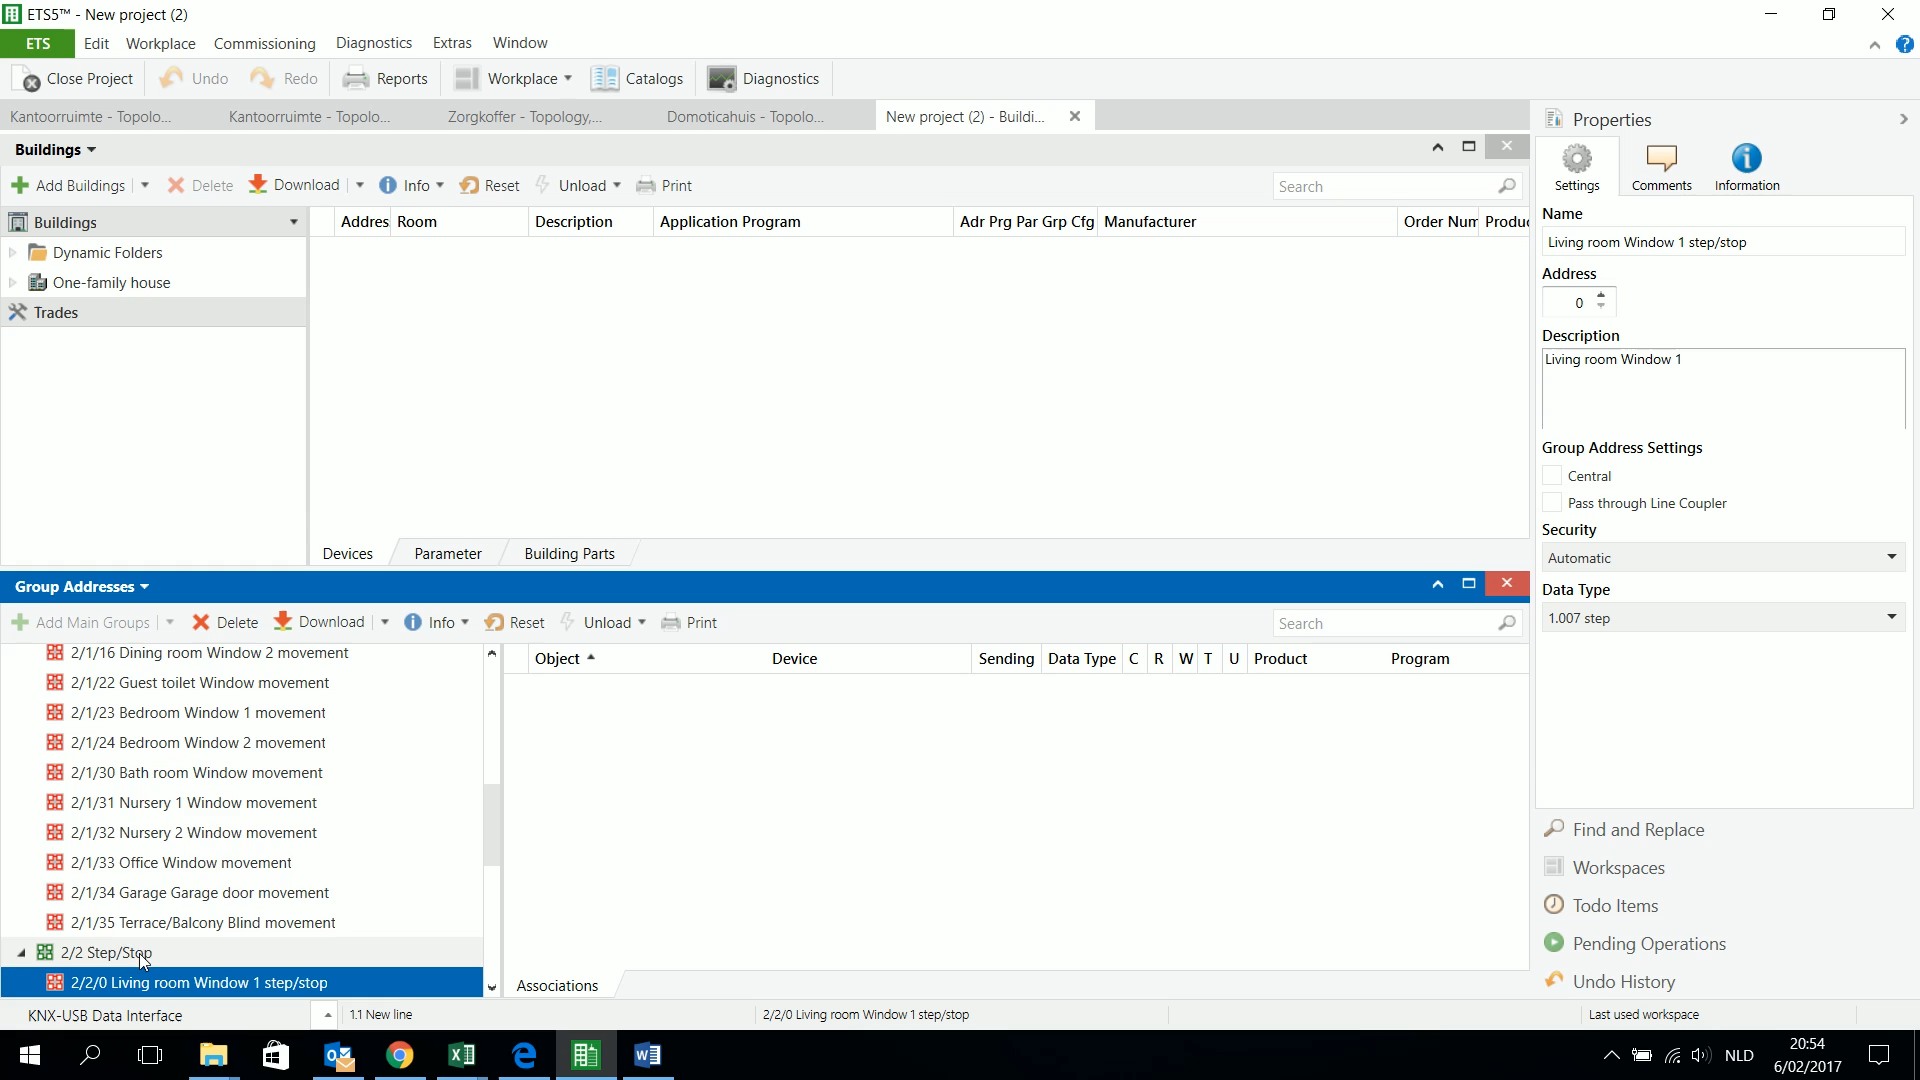 ETS5™ - New project (2)
ETS Edit Workplace Commissioning Diagnostics Extras Window
Close Project Undo Redo Reports Workplace Catalogs Diagnostics
Kantoorruimte - Topolo... Kantoorruimte - Topolo... Zorgkoffer - Topology,... Domoticahuis - Topolo... New project (2) - Buildi...
Buildings
Add Buildings Delete Download Info Reset Unload Print Search
Buildings
Addres Room Description Application Program Adr Prg Par Grp Cfg Manufacturer Order Num Produc
Dynamic Folders
One-family house
Trades
Devices Parameter Building Parts
Group Addresses
Add Main Groups Delete Download Info Reset Unload Print Search
Object Device Sending Data Type C R W T U Product Program
2/1/16 Dining room Window 2 movement
2/1/22 Guest toilet Window movement
2/1/23 Bedroom Window 1 movement
2/1/24 Bedroom Window 2 movement
2/1/30 Bath room Window movement
2/1/31 Nursery 1 Window movement
2/1/32 Nursery 2 Window movement
2/1/33 Office Window movement
2/1/34 Garage Garage door movement
2/1/35 Terrace/Balcony Blind movement
2/2 Step/Stop
2/2/0 Living room Window 1 step/stop
Associations
Properties
Settings Comments Information
Name
Living room Window 1 step/stop
Address
0
Description
Living room Window 1
Group Address Settings
Central
Pass through Line Coupler
Security
Automatic
Data Type
1.007 step
Find and Replace
Workspaces
Todo Items
Pending Operations
Undo History
KNX-USB Data Interface 1.1 New line 2/2/0 Living room Window 1 step/stop Last used workspace
NLD
20:54
6/02/2017